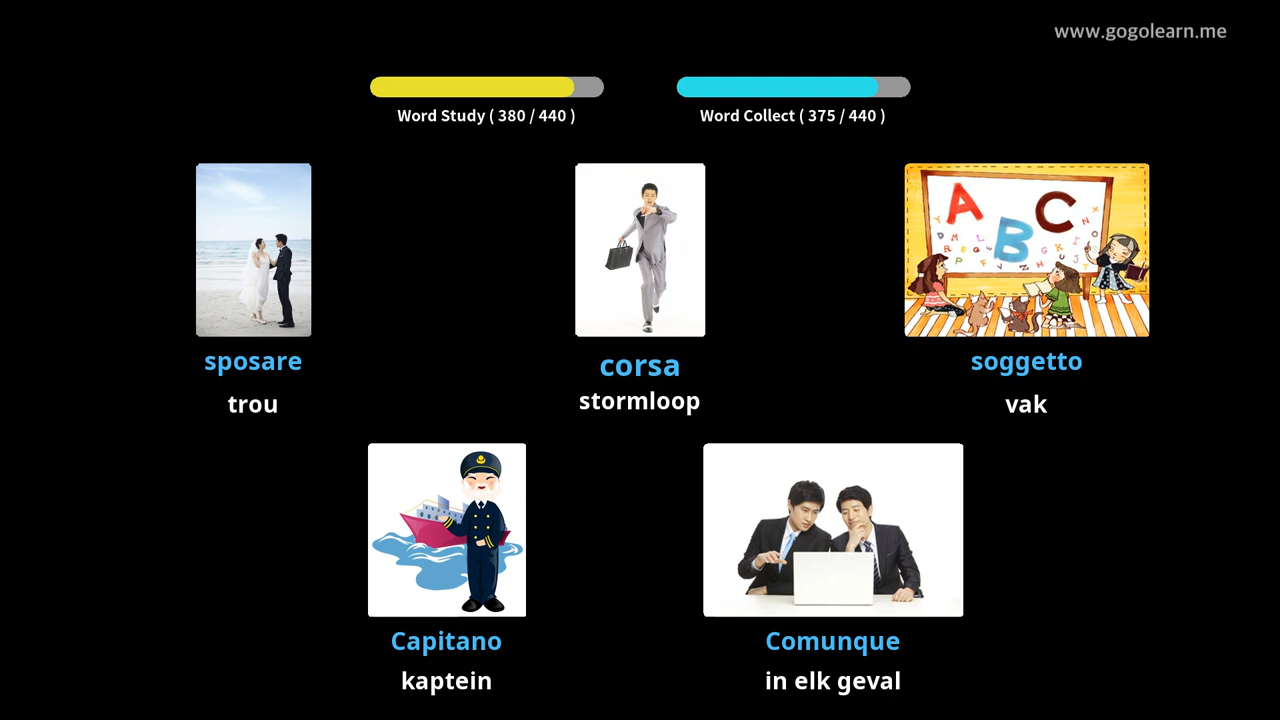 www.gogolearn.me
Word Study ( 380 / 440 )
Word Collect ( 375 / 440 )
A B C
sposare
trou
corsa
stormloop
soggetto
vak
Capitano
kaptein
Comunque
in elk geval